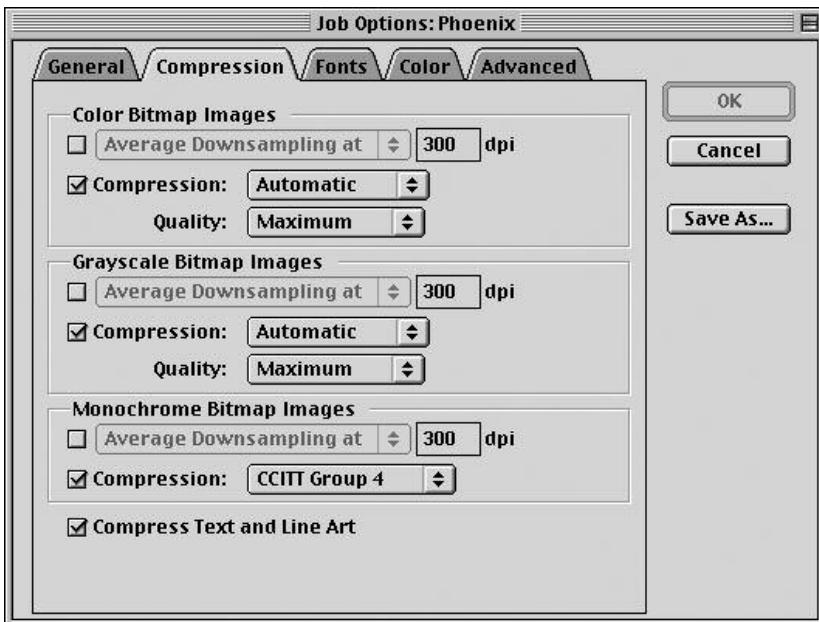 Job Options: Phoenix
General Compression Fonts Color Advanced
Color Bitmap Images
Average Downsampling at 300 dpi
Compression: Automatic
Quality: Maximum
Grayscale Bitmap Images
Average Downsampling at 300 dpi
Compression: Automatic
Quality: Maximum
Monochrome Bitmap Images
Average Downsampling at 300 dpi
Compression: CCITT Group 4
Compress Text and Line Art
OK
Cancel
Save As...